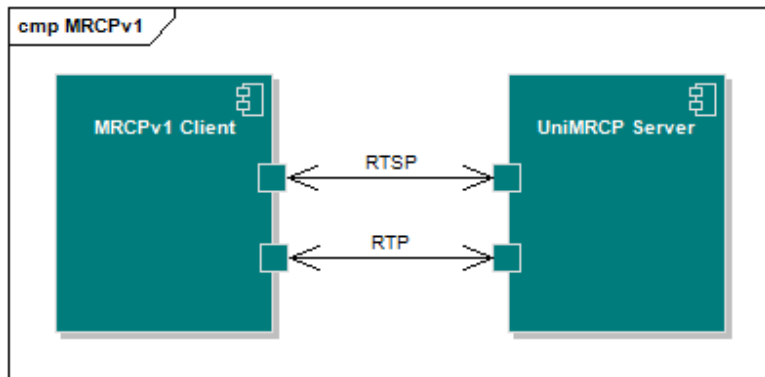 cmp MRCPv1
MRCPv1 Client
UniMRCP Server
RTSP
RTP